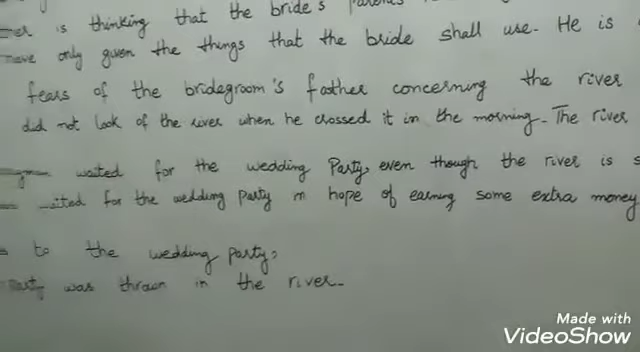 is thinking that the bride's parents
only given the things that the bride shall use. He is
fears of the bridegroom's father concerning the river
did not look of the river when he crossed it in the morning. The river
waited for the wedding Party, even though the river is
for the wedding party in hope of earning some extra money
to the wedding party?
Party was thrown in the river.
Made with
VideoShow